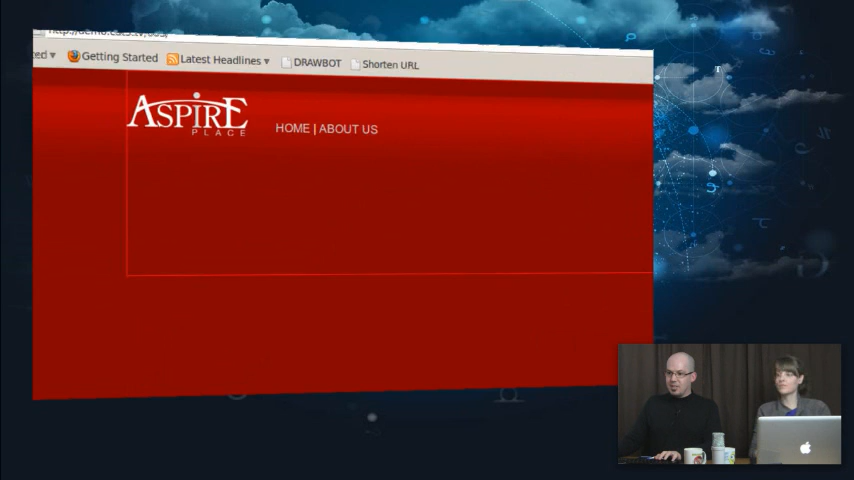 Getting Started Latest Headlines DRAWBOT Shorten URL
ASPIRE
PLACE
HOME | ABOUT US